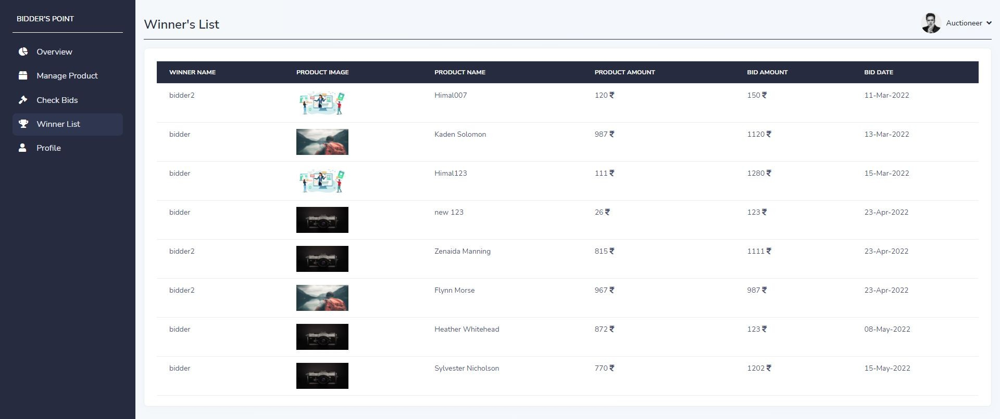 BIDDER'S POINT
Overview
Manage Product
Check Bids
Winner List
Profile
Winner's List
Auctioneer
WINNER NAME PRODUCT IMAGE PRODUCT NAME PRODUCT AMOUNT BID AMOUNT BID DATE
bidder2 Himal007 120 ₹ 150 ₹ 11-Mar-2022
bidder Kaden Solomon 987 ₹ 1120 ₹ 13-Mar-2022
bidder Himal123 111 ₹ 1280 ₹ 15-Mar-2022
bidder new 123 26 ₹ 123 ₹ 23-Apr-2022
bidder2 Zenaida Manning 815 ₹ 1111 ₹ 23-Apr-2022
bidder2 Flynn Morse 967 ₹ 987 ₹ 23-Apr-2022
bidder Heather Whitehead 872 ₹ 123 ₹ 08-May-2022
bidder Sylvester Nicholson 770 ₹ 1202 ₹ 15-May-2022